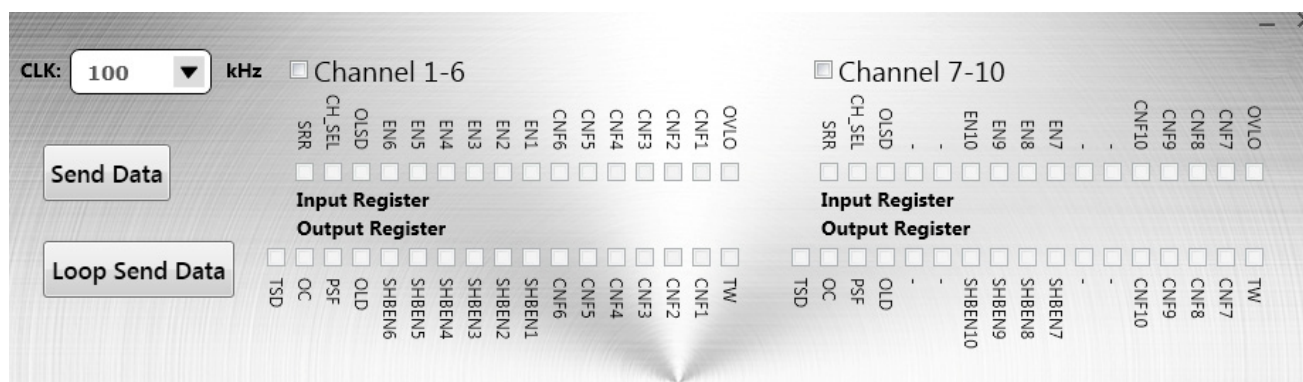 CLK: 100 kHz Channel 1-6 Channel 7-10
SRR CH_SEL OLSD EN6 EN5 EN4 EN3 EN2 EN1 CNF6 CNF5 CNF4 CNF3 CNF2 CNF1 OVLO SRR CH_SEL OLSD - - EN10 EN9 EN8 EN7 - - CNF10 CNF9 CNF8 CNF7 OVLO
Send Data
Input Register Input Register
Output Register Output Register
Loop Send Data
TSD OC PSF OLD SHBEN6 SHBEN5 SHBEN4 SHBEN3 SHBEN2 SHBEN1 CNF6 CNF5 CNF4 CNF3 CNF2 CNF1 TW TSD OC PSF OLD - - SHBEN10 SHBEN9 SHBEN8 SHBEN7 - - CNF10 CNF9 CNF8 CNF7 TW